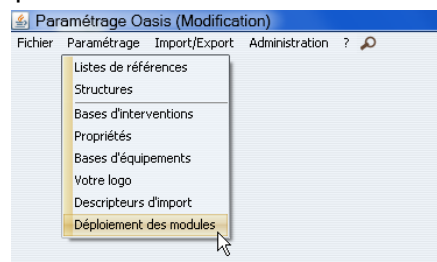 Paramétrage Oasis (Modification)
Fichier Paramétrage Import/Export Administration ?
Listes de références
Structures
Bases d'interventions
Propriétés
Bases d'équipements
Votre logo
Descripteurs d'import
Déploiement des modules